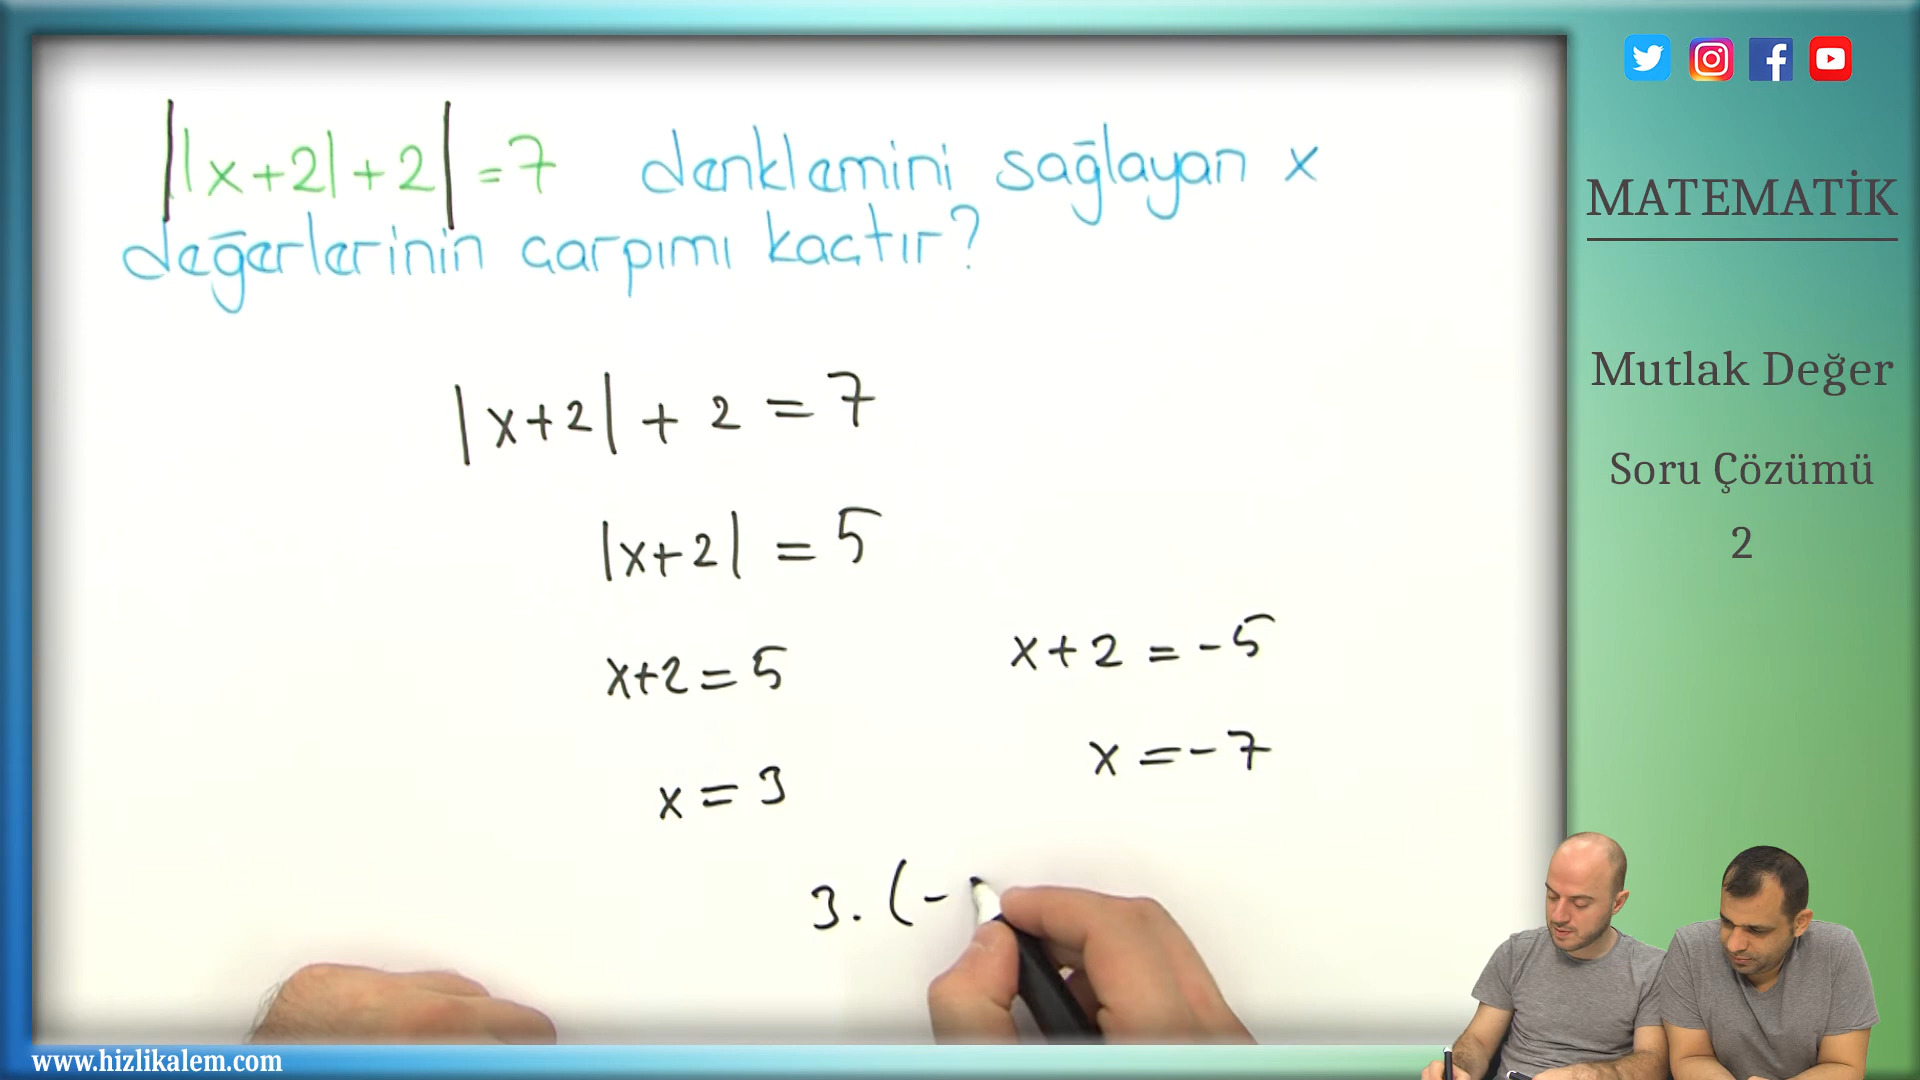 ||x+2|+2| = 7 denklemini sağlayan x
değerlerinin çarpımı kaçtır?
|x+2| + 2 = 7
|x+2| = 5
x+2 = 5
x+2 = -5
x = 3
x = -7
3. (-
MATEMATİK
Mutlak Değer
Soru Çözümü
2
www.hizlikalem.com